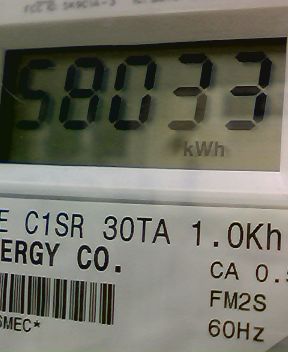 58033
kWh
E C1SR 30TA 1.0Kh
ERGY CO.
CA 0.5
FM2S
60Hz
SMEC*